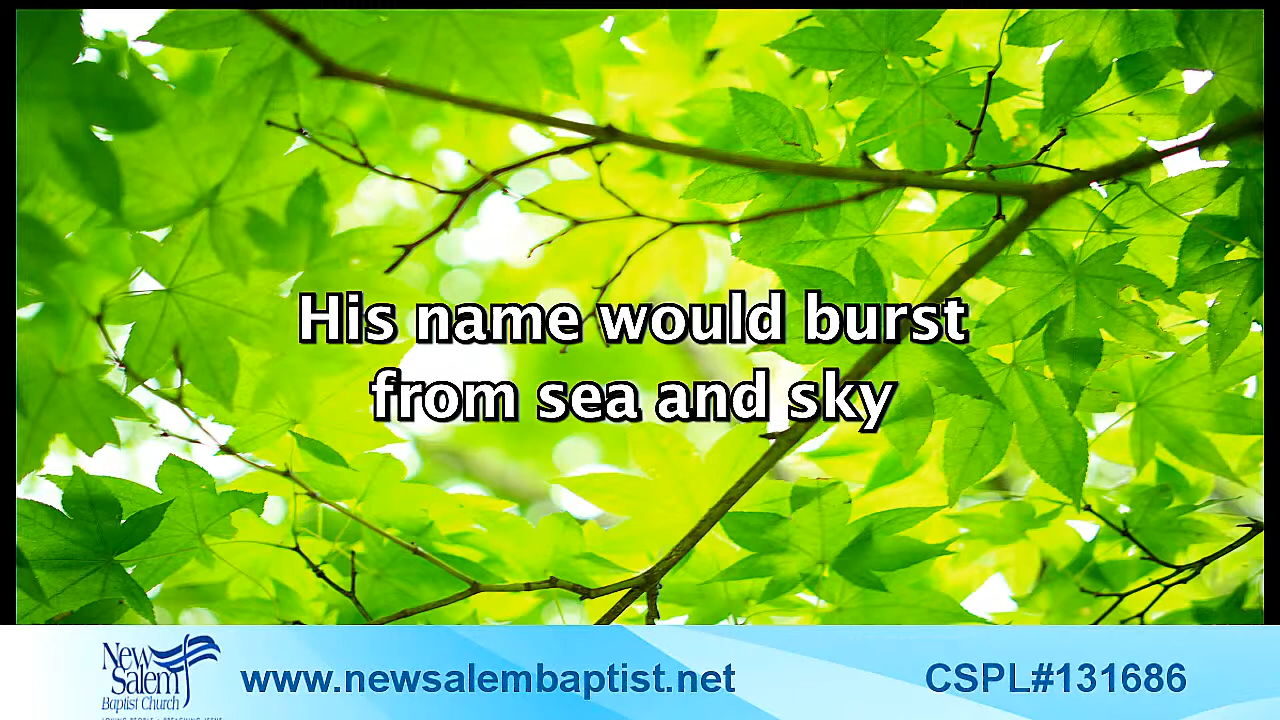 His name would burst
from sea and sky
New
Salem
Baptist Church
www.newsalembaptist.net
CSPL#131686